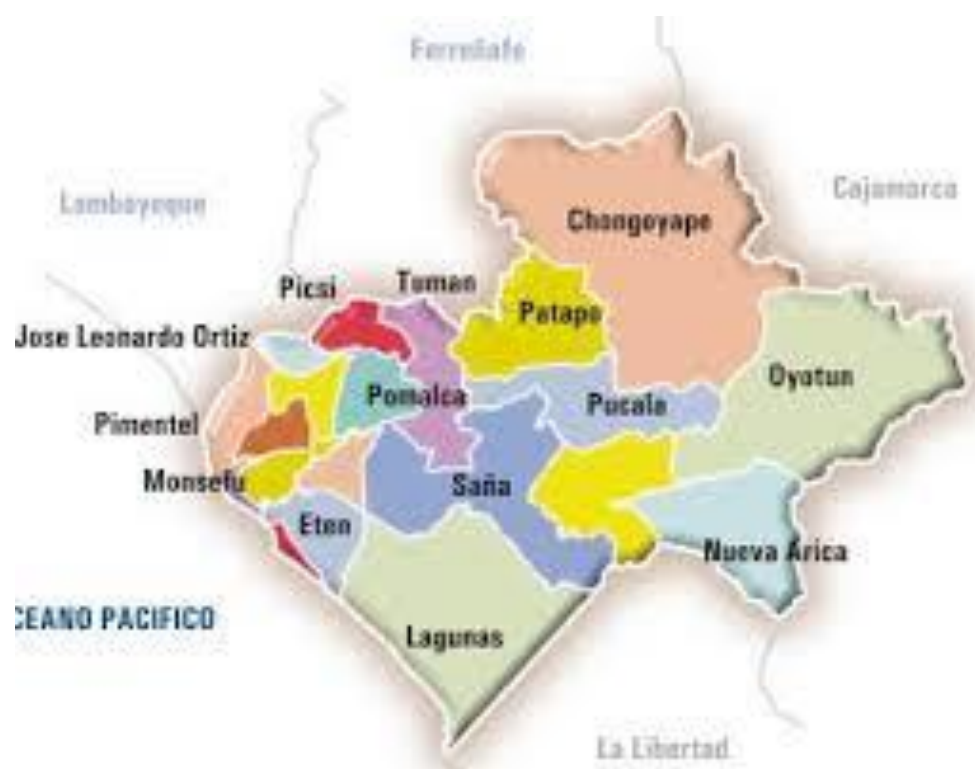 Ferreñafe
Lambayeque
Cajamarca
Chongoyape
Picsi
Tuman
Patapo
Jose Leonardo Ortiz
Oyotun
Pomalca
Pucala
Pimentel
Monsefu
Saña
Eten
Nueva Arica
CEANO PACIFICO
Lagunas
La Libertad